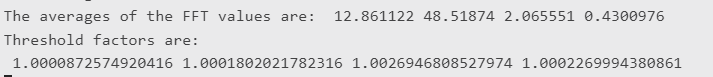 The averages of the FFT values are:  12.861122 48.51874 2.065551 0.4300976
Threshold factors are:
 1.0000872574920416 1.0001802021782316 1.0026946808527974 1.0002269994380861